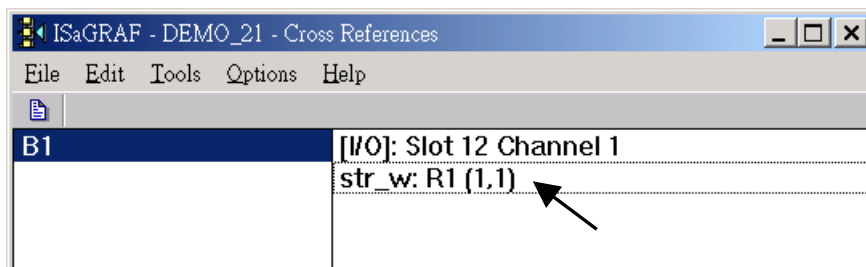 ISaGRAF - DEMO_21 - Cross References
File Edit Tools Options Help
B1
[I/O]: Slot 12 Channel 1
str_w: R1 (1,1)